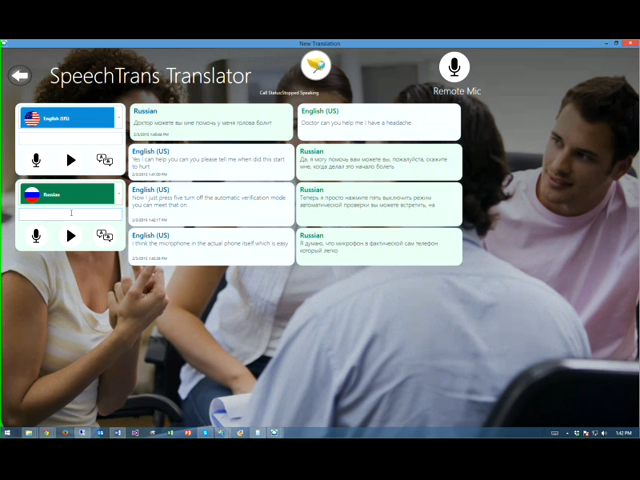 New Translation
SpeechTrans Translator
Call Status:Stopped Speaking
Remote Mic
English (US)
Russian
Russian
Доктор можете вы мне помочь у меня голова болит
English (US)
Doctor can you help me I have a headache
English (US)
Yes I can help you can you please tell me when did this start
to hurt
Russian
Да, я могу помочь вам можете вы, пожалуйста, скажите
мне, когда делал это начало болеть
English (US)
Now I just press five turn off the automatic verification mode
you can meet that on
Russian
Теперь я просто нажмите пять выключить режим
автоматической проверки вы можете встретить, на
English (US)
I think the microphone in the actual phone itself which is easy
Russian
Я думаю, что микрофон в фактической сам телефон
который легко
1:42 PM